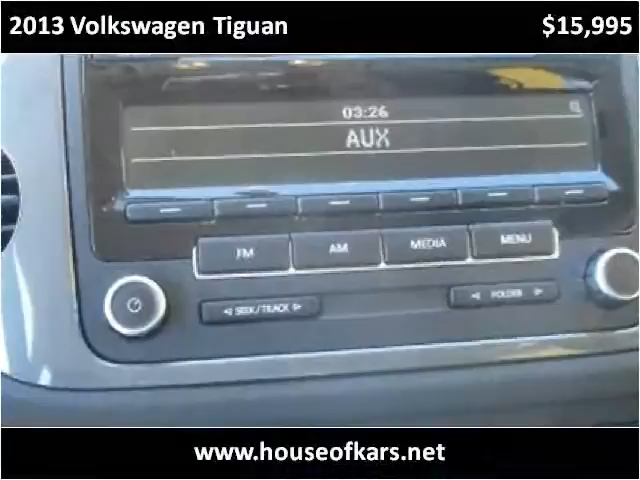 2013 Volkswagen Tiguan $15,995
03:26
AUX
FM AM MEDIA MENU
◁ SEEK/TRACK ▷ ◁ FOLDER ▷
www.houseofkars.net